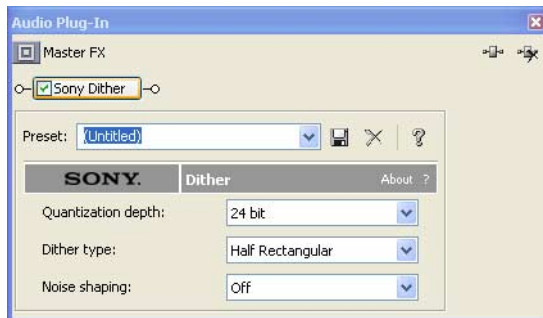 Audio Plug-In
Master FX
Sony Dither
Preset: (Untitled)
SONY. Dither About ?
Quantization depth: 24 bit
Dither type: Half Rectangular
Noise shaping: Off